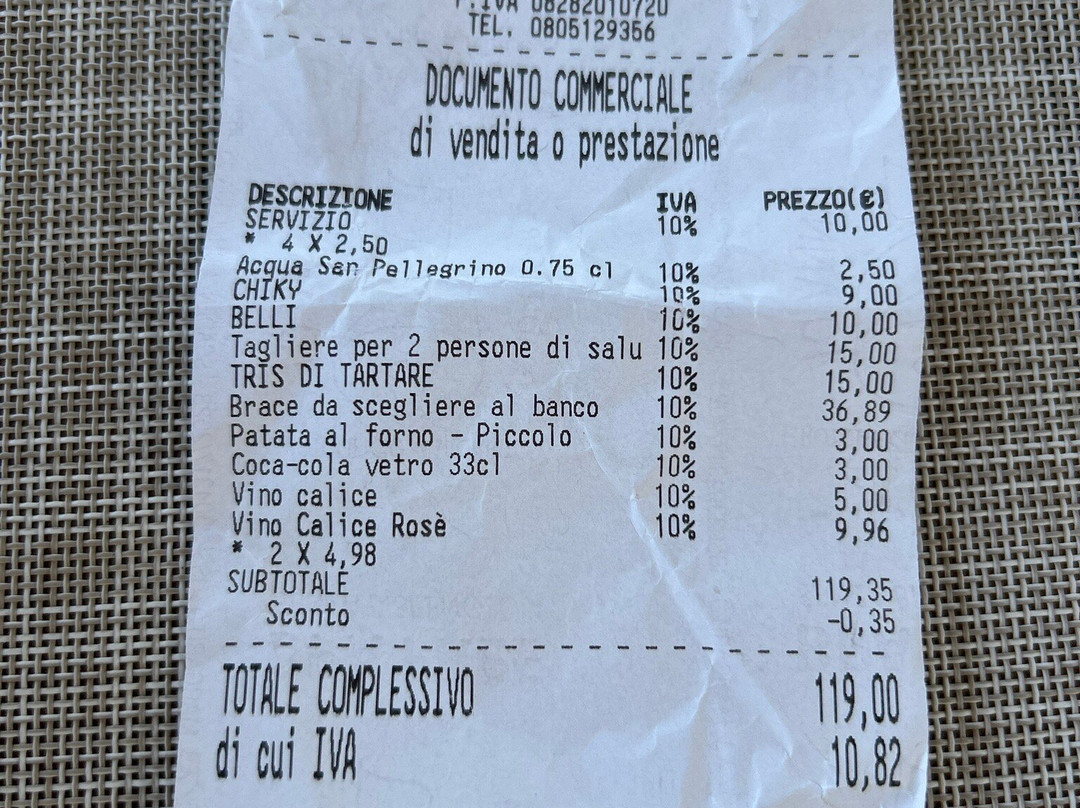 P.IVA 08282010720
TEL. 0805129356
DOCUMENTO COMMERCIALE
di vendita o prestazione
DESCRIZIONE IVA PREZZO(€)
SERVIZIO 10% 10,00
* 4 X 2,50
Acqua San Pellegrino 0.75 cl 10% 2,50
CHIKY 10% 9,00
BELLI 10% 10,00
Tagliere per 2 persone di salu 10% 15,00
TRIS DI TARTARE 10% 15,00
Brace da scegliere al banco 10% 36,89
Patata al forno - Piccolo 10% 3,00
Coca-cola vetro 33cl 10% 3,00
Vino calice 10% 5,00
Vino Calice Rosè 10% 9,96
* 2 X 4,98
SUBTOTALE 119,35
Sconto -0,35
TOTALE COMPLESSIVO 119,00
di cui IVA 10,82